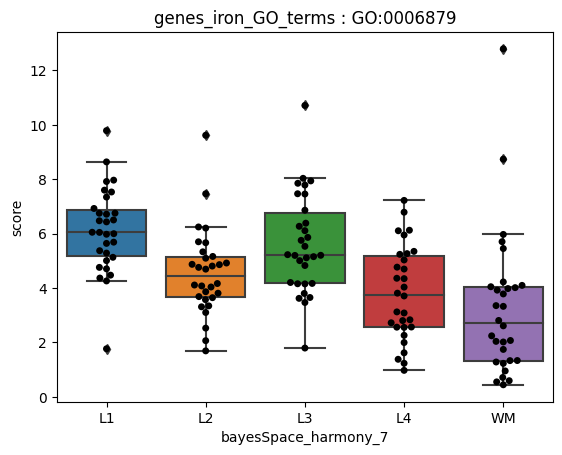 genes_iron_GO_terms : GO:0006879
12
10
8
6
4
2
0
score
L1 L2 L3 L4 WM
bayesSpace_harmony_7